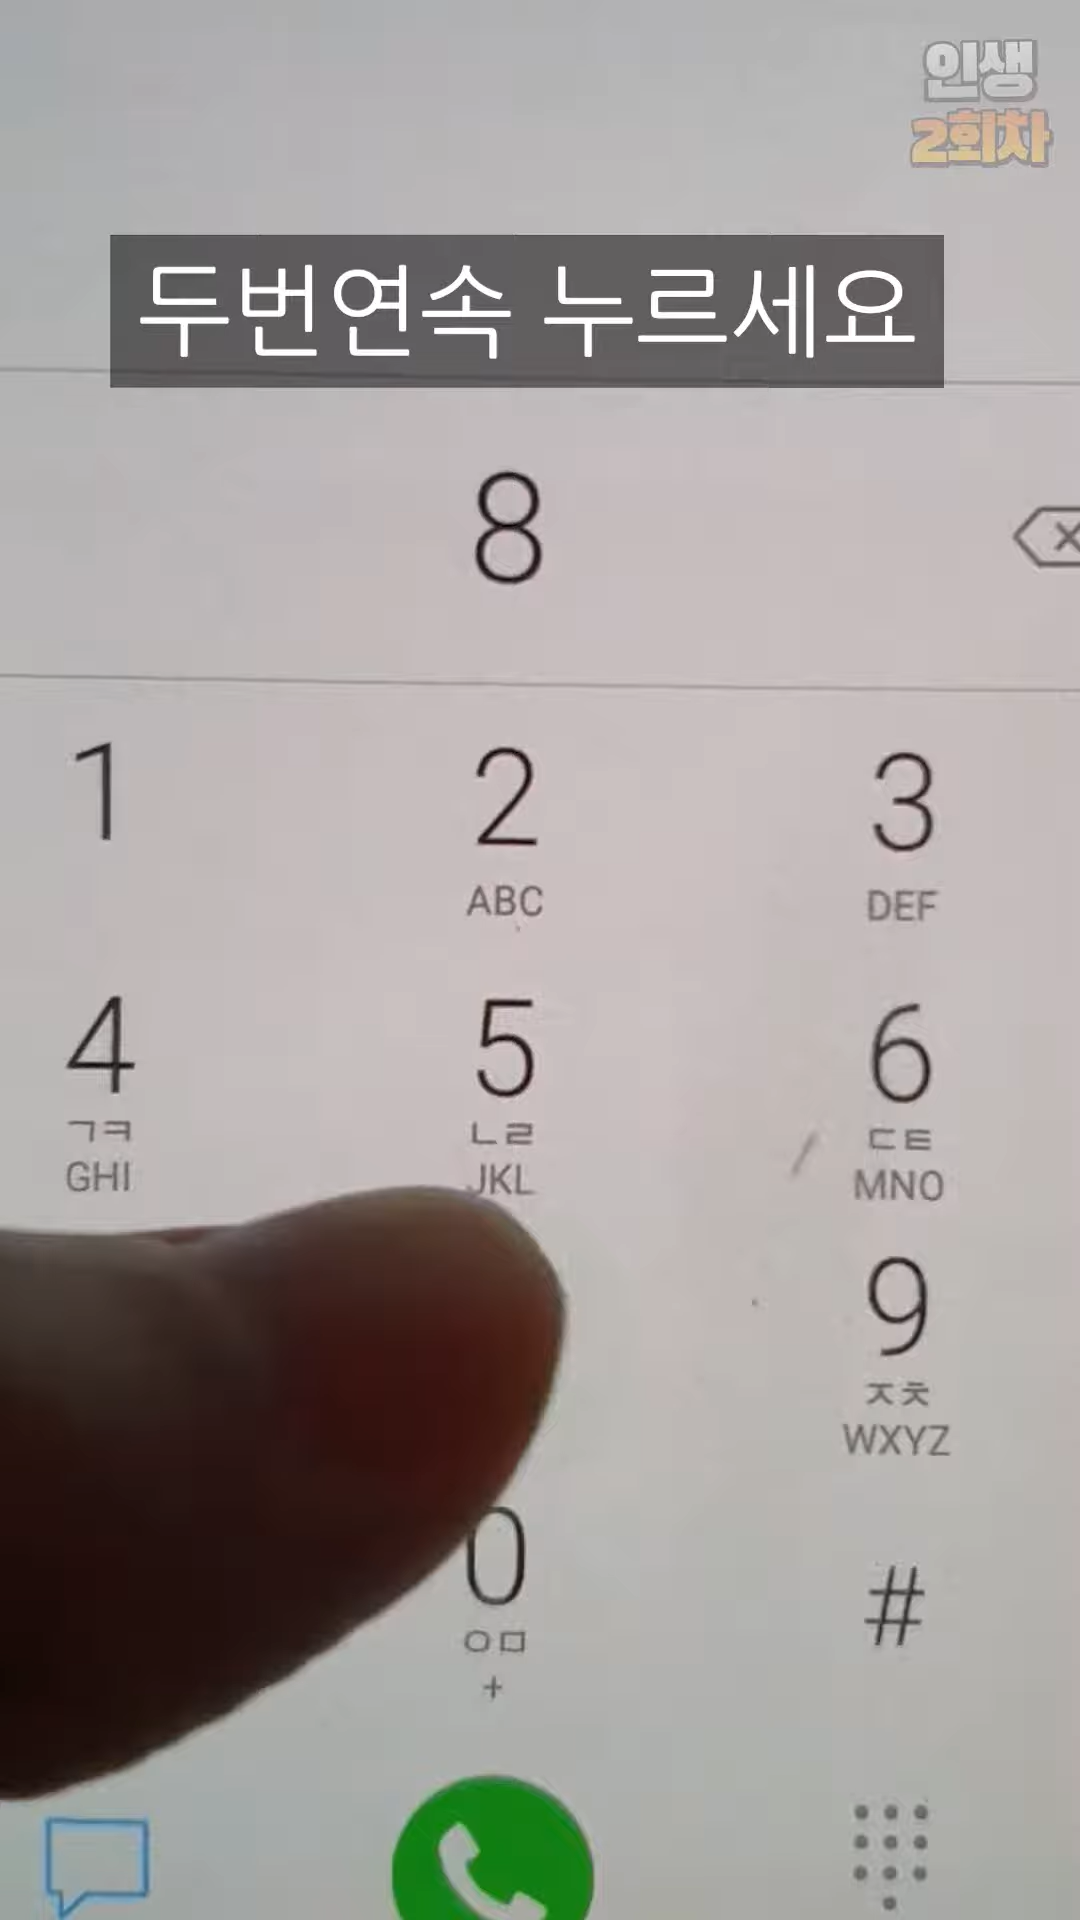 인생
2회차
두번연속 누르세요
8
1 2 3
ABC DEF
4 5 6
ㄱㅋ ㄴㄹ ㄷㅌ
GHI JKL MNO
9
ㅈㅊ
WXYZ
0 #
ㅇㅁ
+